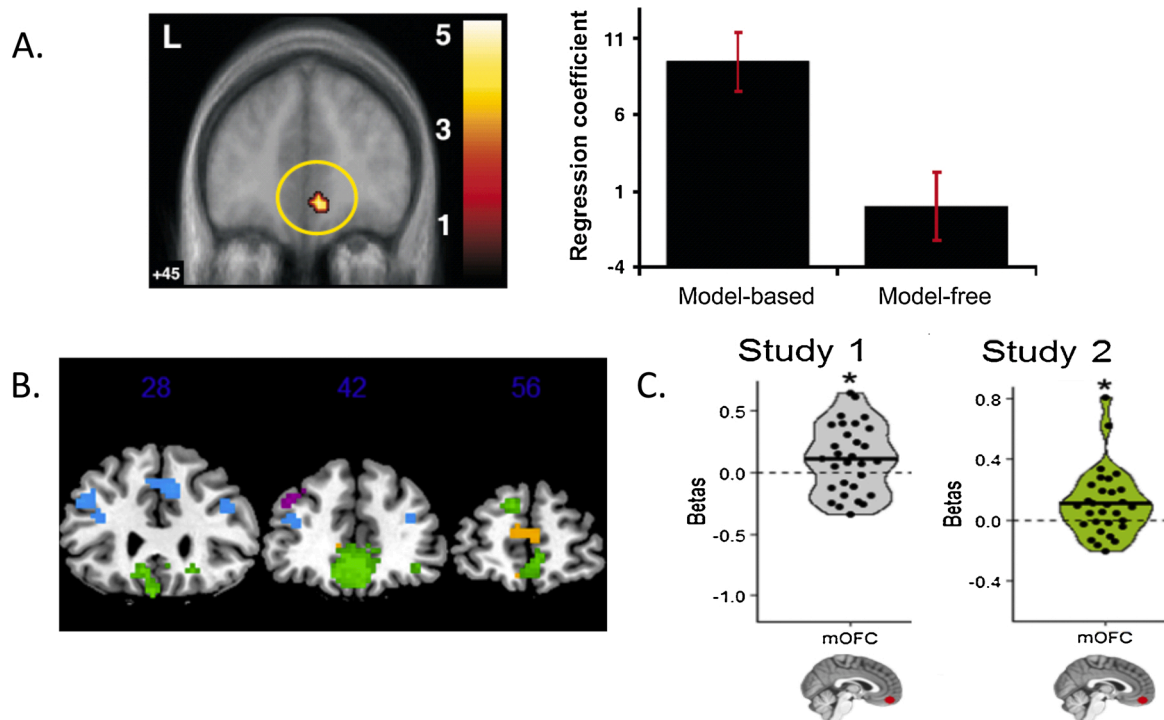 A.
L
5
3
1
+45
Regression coefficient
11
6
1
-4
Model-based
Model-free
B.
28
42
56
C.
Study 1
*
Betas
0.5
0.0
-0.5
-1.0
mOFC
Study 2
*
Betas
0.8
0.4
0.0
-0.4
mOFC